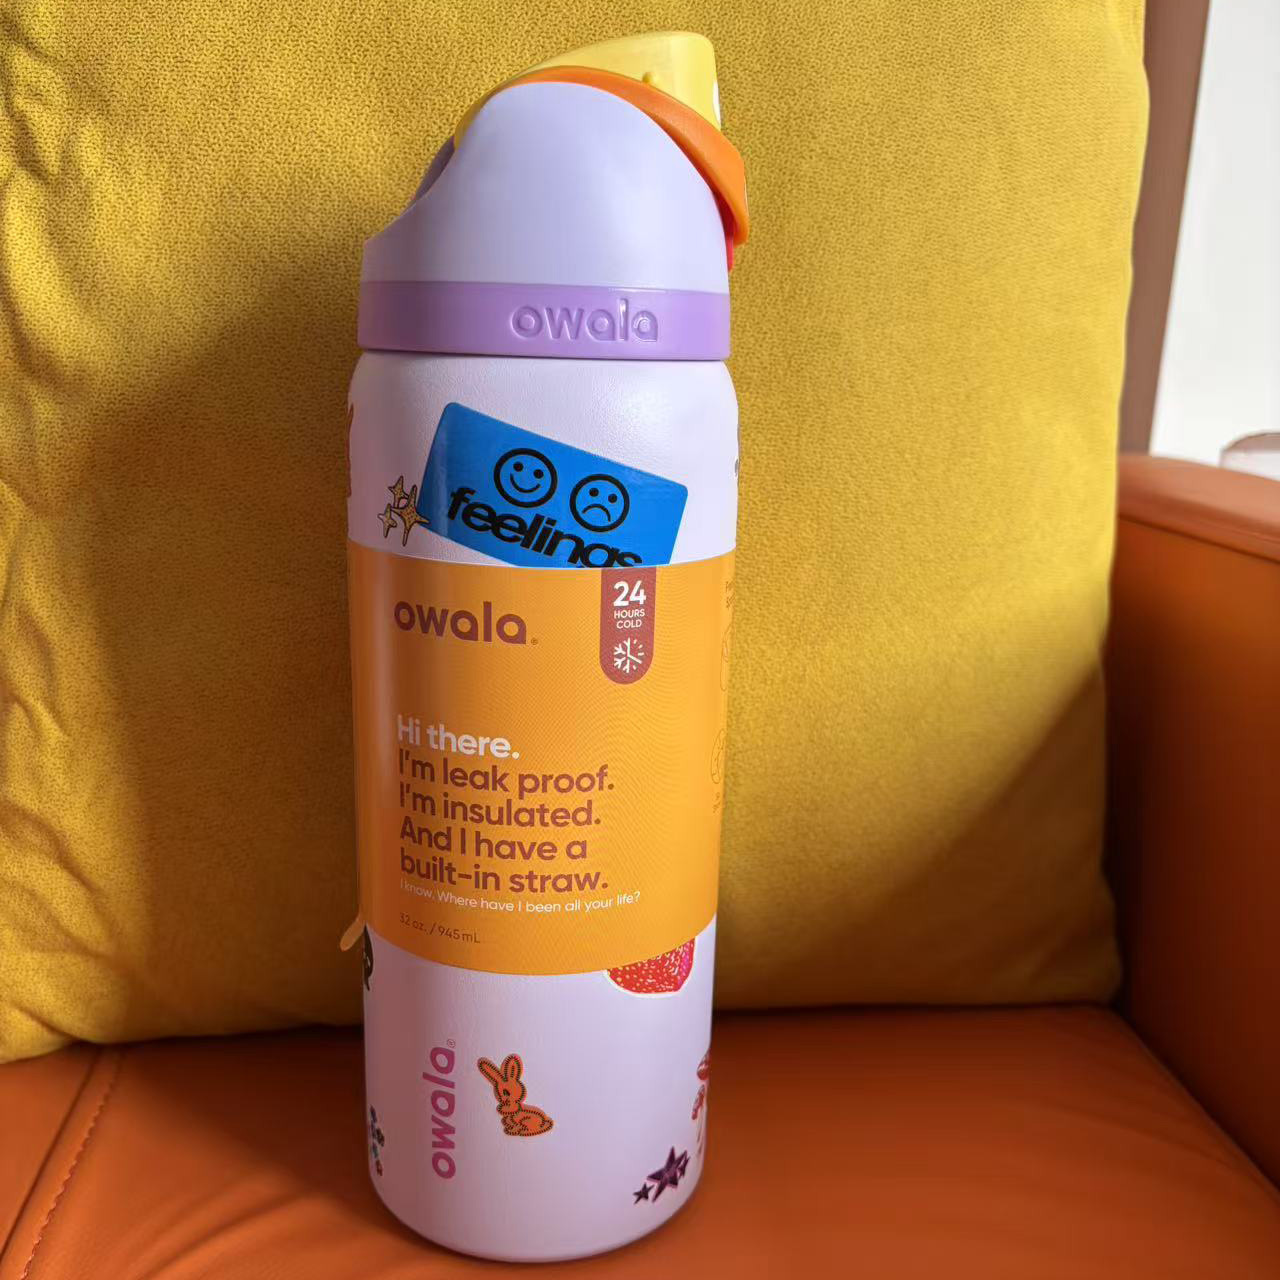 owala
feelings
owala®
24
HOURS
COLD
Hi there.
I'm leak proof.
I'm insulated.
And I have a
built-in straw.
I know. Where have I been all your life?
32 oz. / 945 mL
owala®